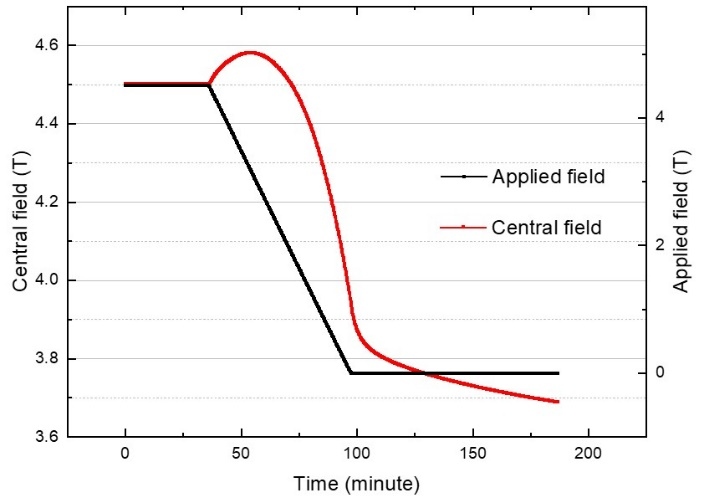 4.6
4.4
4.2
4.0
3.8
3.6
Central field (T)
Applied field
Central field
4
2
0
Applied field (T)
0
50
100
150
200
Time (minute)